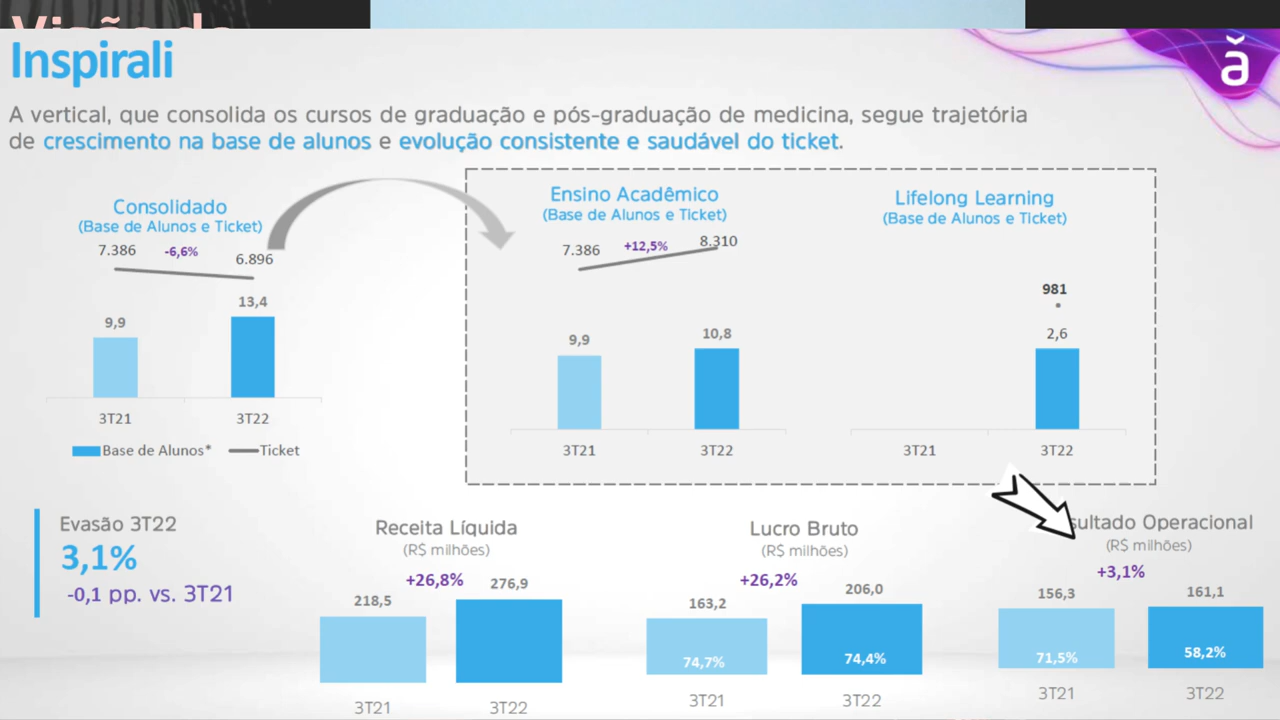 Visão da
Inspirali
ă
A vertical, que consolida os cursos de graduação e pós-graduação de medicina, segue trajetória
de crescimento na base de alunos e evolução consistente e saudável do ticket.
Consolidado
(Base de Alunos e Ticket)
7.386
-6,6%
6.896
9,9
13,4
3T21
3T22
Base de Alunos*
Ticket
Ensino Acadêmico
(Base de Alunos e Ticket)
7.386
+12,5%
8.310
9,9
10,8
3T21
3T22
Lifelong Learning
(Base de Alunos e Ticket)
981
2,6
3T21
3T22
Evasão 3T22
3,1%
-0,1 pp. vs. 3T21
Receita Líquida
(R$ milhões)
+26,8%
218,5
276,9
3T21
3T22
Lucro Bruto
(R$ milhões)
+26,2%
163,2
206,0
74,7%
74,4%
3T21
3T22
sultado Operacional
(R$ milhões)
+3,1%
156,3
161,1
71,5%
58,2%
3T21
3T22